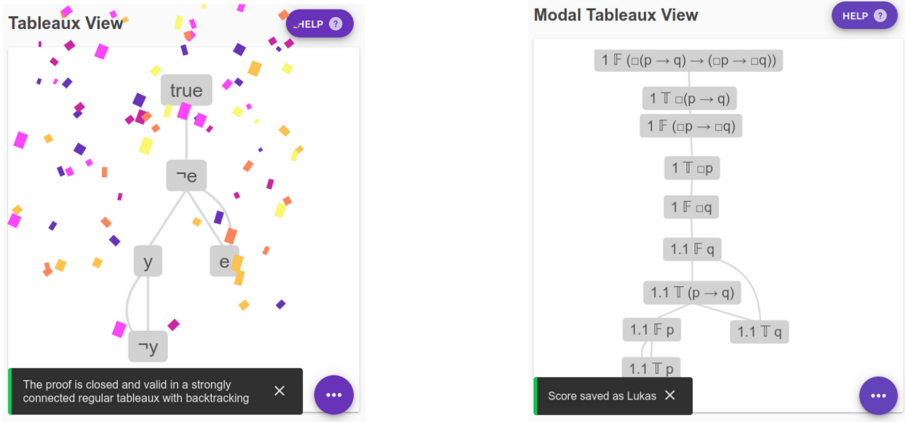 Tableaux View
HELP ?
true
¬e
y
e
¬y
The proof is closed and valid in a strongly
connected regular tableaux with backtracking
Modal Tableaux View
HELP ?
1 𝔽 (□(p → q) → (□p → □q))
1 𝕋 □(p → q)
1 𝔽 (□p → □q)
1 𝕋 □p
1 𝔽 □q
1.1 𝔽 q
1.1 𝕋 (p → q)
1.1 𝔽 p
1.1 𝕋 q
1.1 𝕋 p
Score saved as Lukas